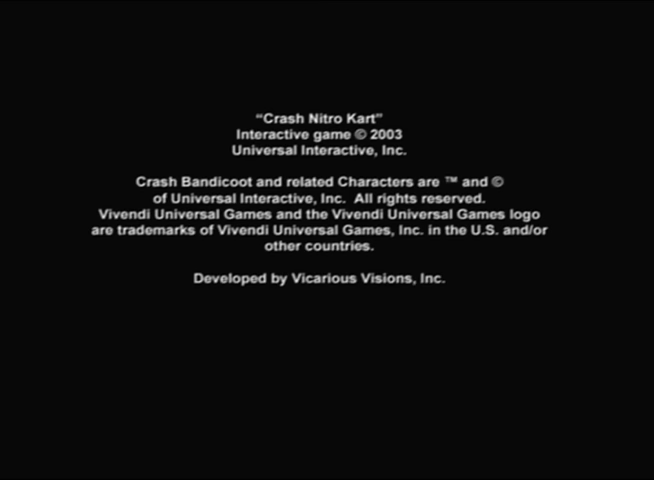 “Crash Nitro Kart”
Interactive game © 2003
Universal Interactive, Inc.
Crash Bandicoot and related Characters are ™ and ©
of Universal Interactive, Inc.  All rights reserved.
Vivendi Universal Games and the Vivendi Universal Games logo
are trademarks of Vivendi Universal Games, Inc. in the U.S. and/or
other countries.
Developed by Vicarious Visions, Inc.